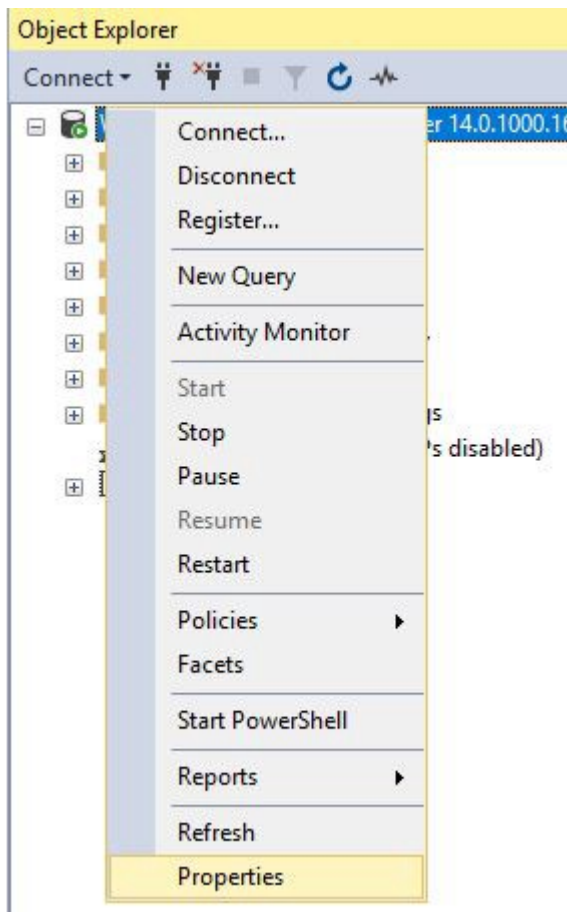 Object Explorer
Connect
er 14.0.1000.16
Connect...
Disconnect
Register...
New Query
Activity Monitor
Start
gs
Stop
's disabled)
Pause
Resume
Restart
Policies
Facets
Start PowerShell
Reports
Refresh
Properties